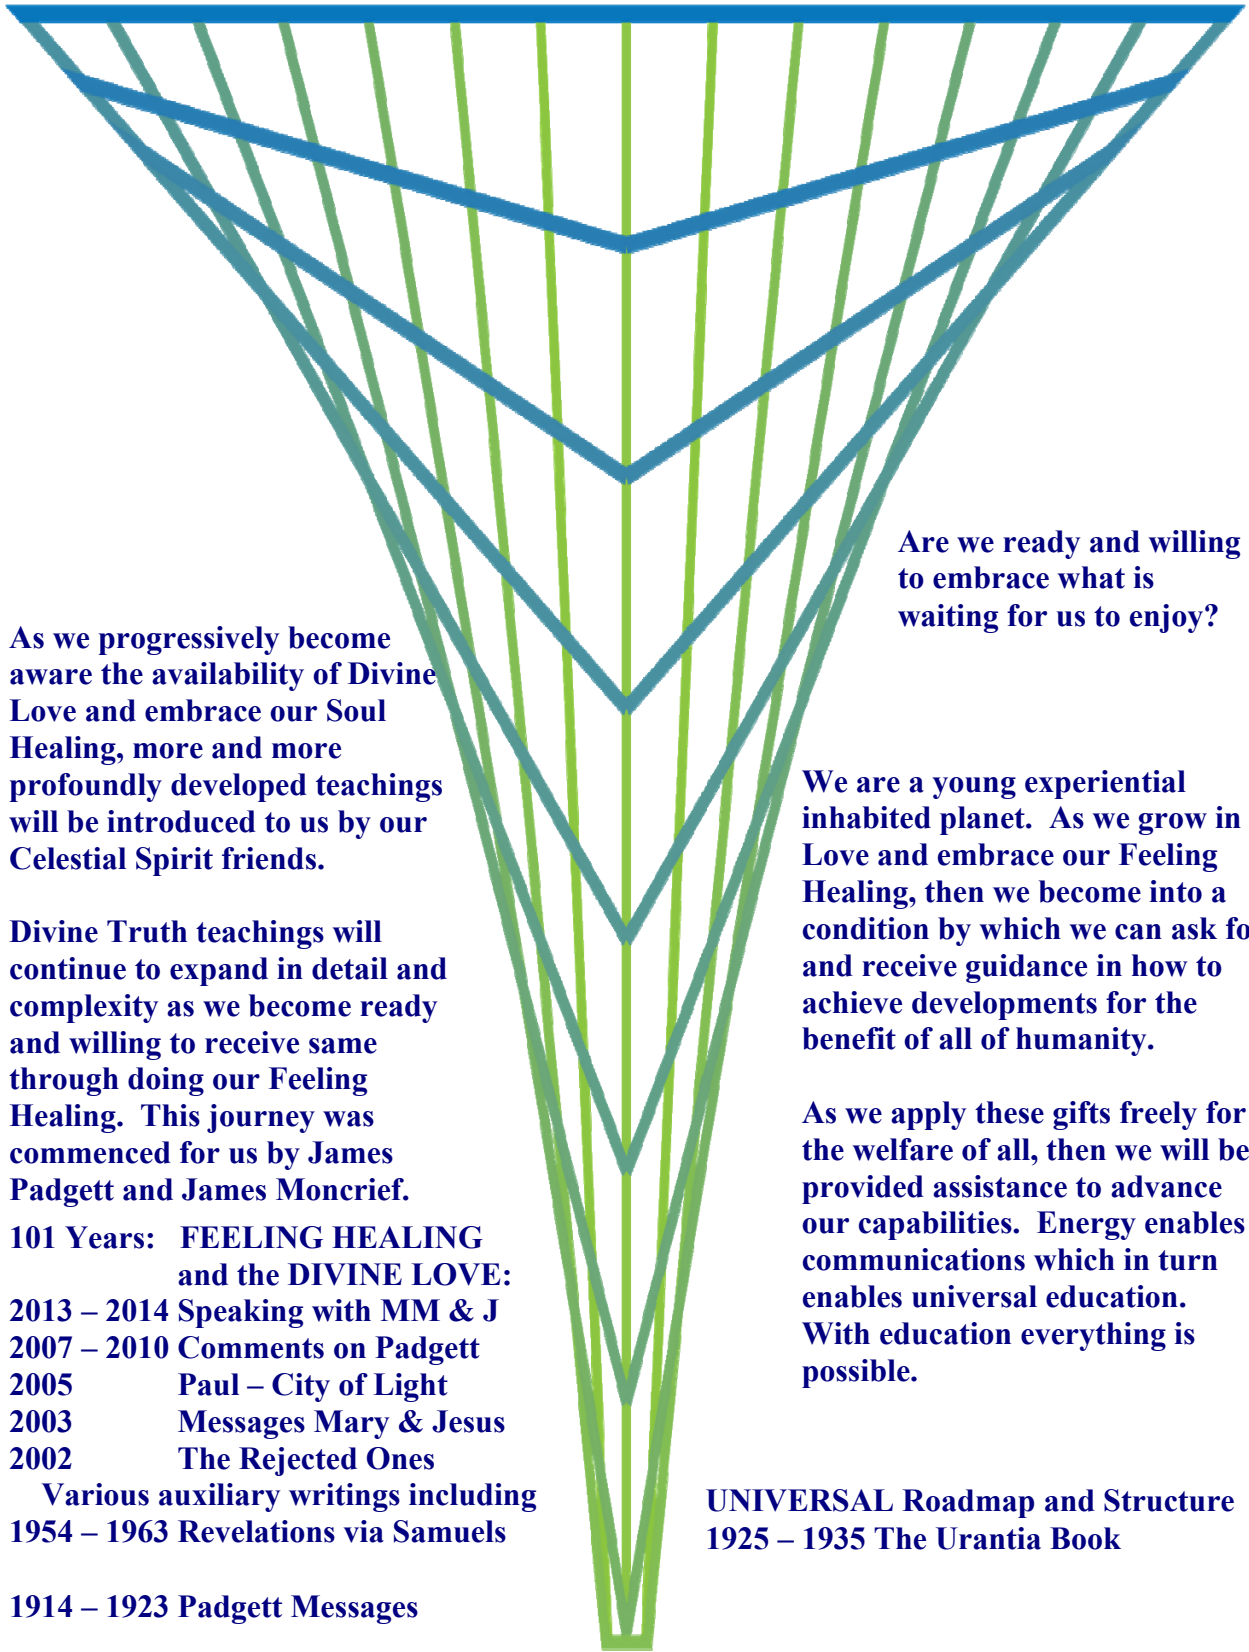 As we progressively become
aware the availability of Divine
Love and embrace our Soul
Healing, more and more
profoundly developed teachings
will be introduced to us by our
Celestial Spirit friends.
Divine Truth teachings will
continue to expand in detail and
complexity as we become ready
and willing to receive same
through doing our Feeling
Healing.  This journey was
commenced for us by James
Padgett and James Moncrief.
101 Years:   FEELING HEALING
and the DIVINE LOVE:
2013 – 2014 Speaking with MM & J
2007 – 2010 Comments on Padgett
2005 Paul – City of Light
2003 Messages Mary & Jesus
2002 The Rejected Ones
Various auxiliary writings including
1954 – 1963 Revelations via Samuels
1914 – 1923 Padgett Messages
Are we ready and willing
to embrace what is
waiting for us to enjoy?
We are a young experiential
inhabited planet.  As we grow in
Love and embrace our Feeling
Healing, then we become into a
condition by which we can ask fo
and receive guidance in how to
achieve developments for the
benefit of all of humanity.
As we apply these gifts freely for
the welfare of all, then we will be
provided assistance to advance
our capabilities.  Energy enables
communications which in turn
enables universal education.
With education everything is
possible.
UNIVERSAL Roadmap and Structure
1925 – 1935 The Urantia Book